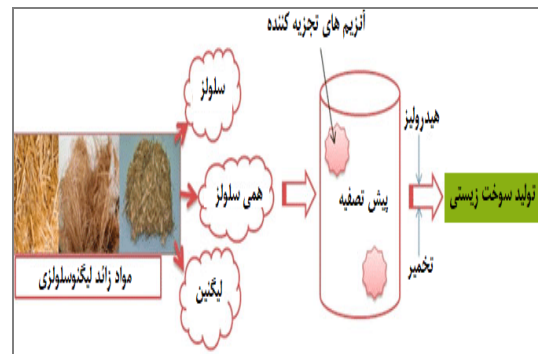 آنزیم های تجزیه کننده
سلولز
هیدرولیز
همی سلولز
پیش تصفیه
تولید سوخت زیستی
تخمیر
لیگنین
مواد زائد لیگنوسلولزی